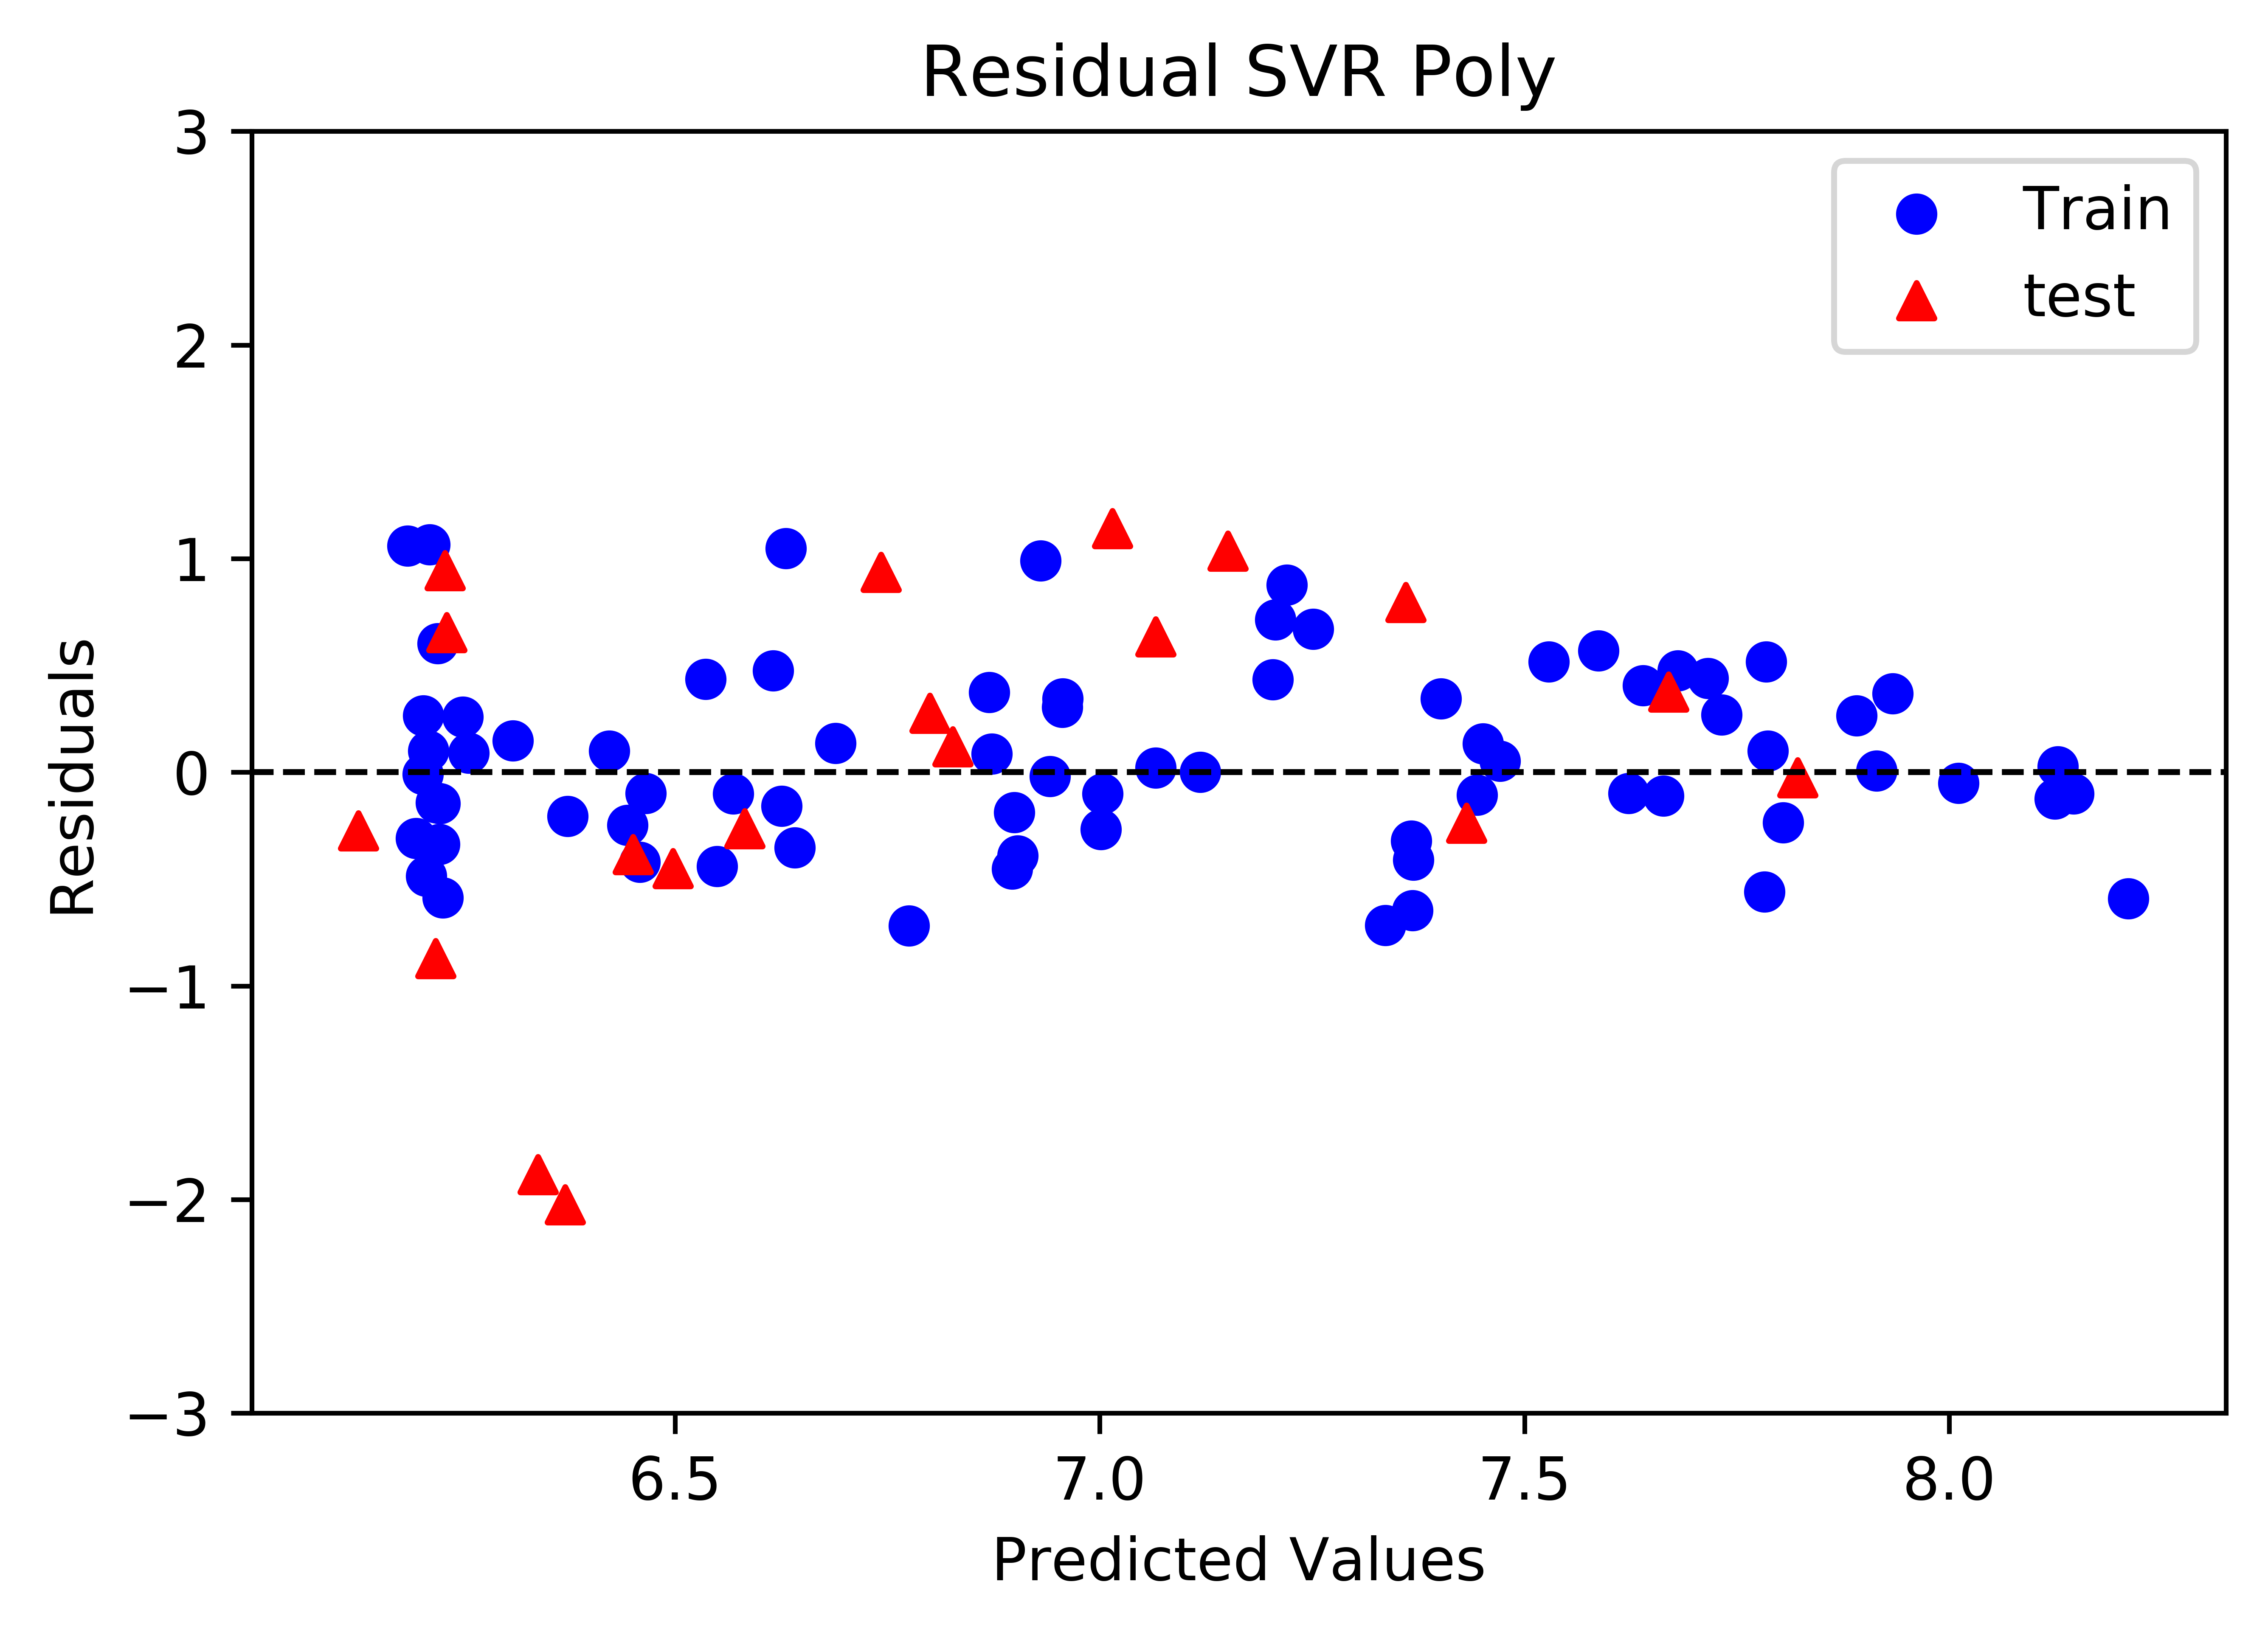 Residual SVR Poly
Train
test
Residuals
3
2
1
0
−1
−2
−3
6.5 7.0 7.5 8.0
Predicted Values